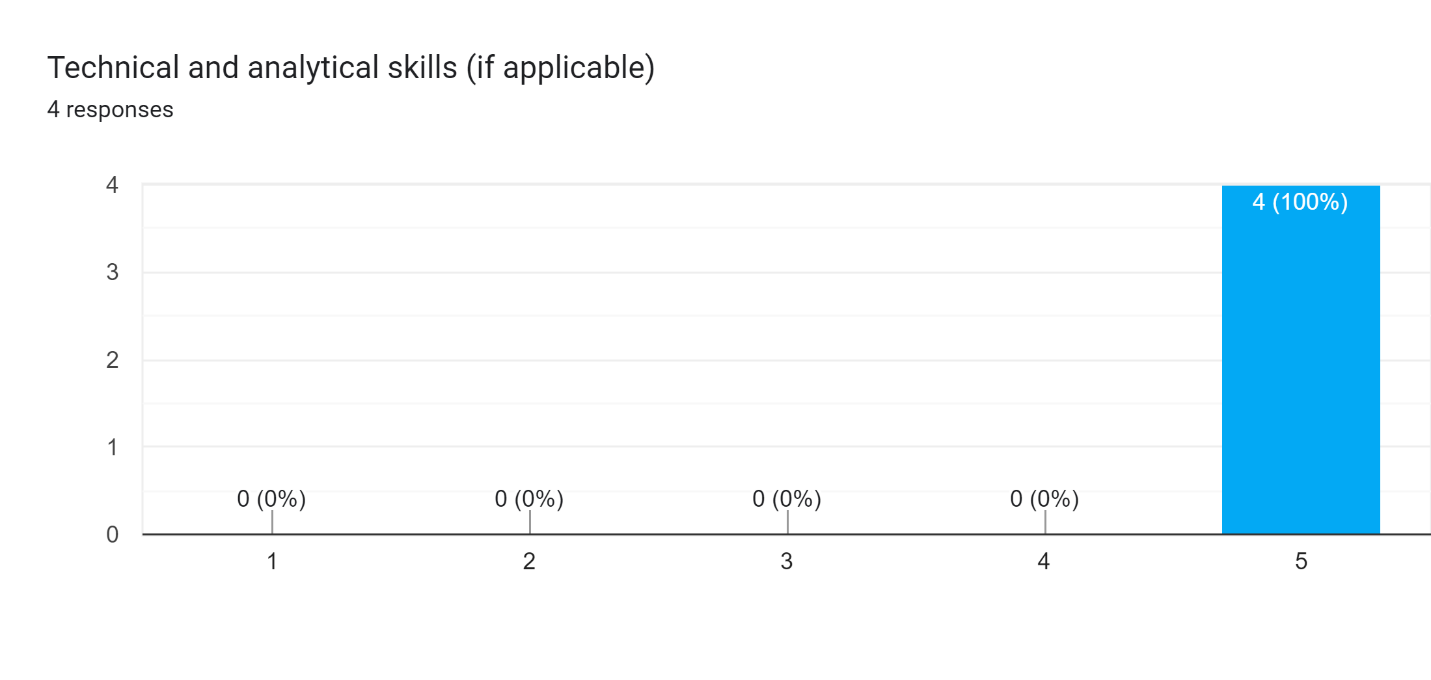 Technical and analytical skills (if applicable)
4 responses
4
4 (100%)
3
2
1
0 (0%) 0 (0%) 0 (0%) 0 (0%)
0
1 2 3 4 5